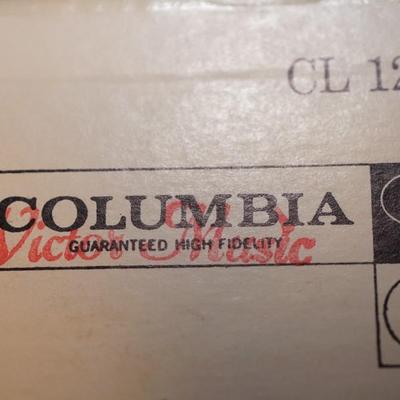 CL 12
COLUMBIA
Victor Music
GUARANTEED HIGH FIDELITY